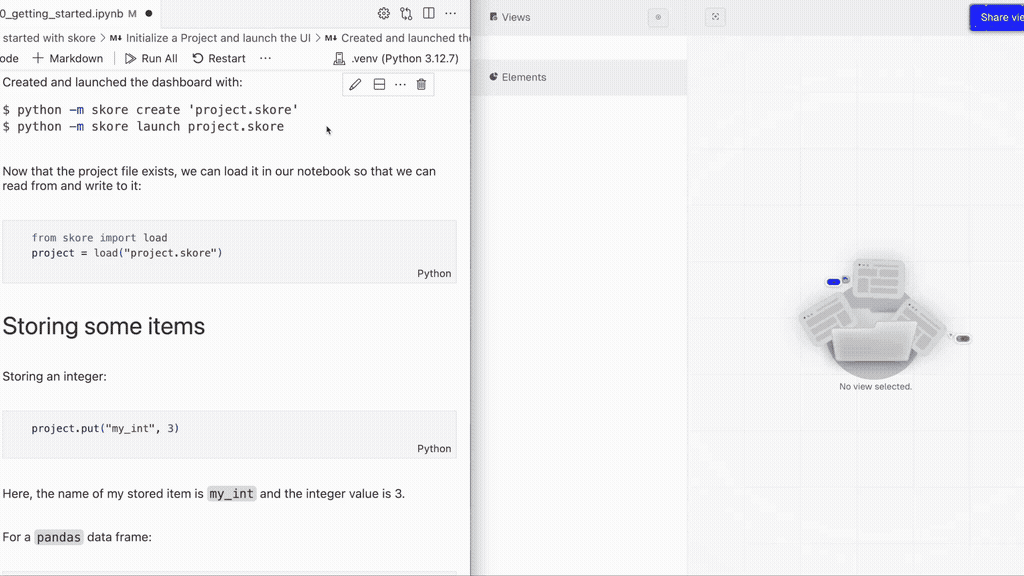 0_getting_started.ipynb M
started with skore > M↓ Initialize a Project and launch the UI > M↓ Created and launched the
ode + Markdown Run All Restart ... .venv (Python 3.12.7)
Created and launched the dashboard with:
$ python -m skore create 'project.skore'
$ python -m skore launch project.skore
Now that the project file exists, we can load it in our notebook so that we can
read from and write to it:
from skore import load
project = load("project.skore")
Python
Storing some items
Storing an integer:
project.put("my_int", 3)
Python
Here, the name of my stored item is my_int and the integer value is 3.
For a pandas data frame:
Views
Share vie
Elements
No view selected.